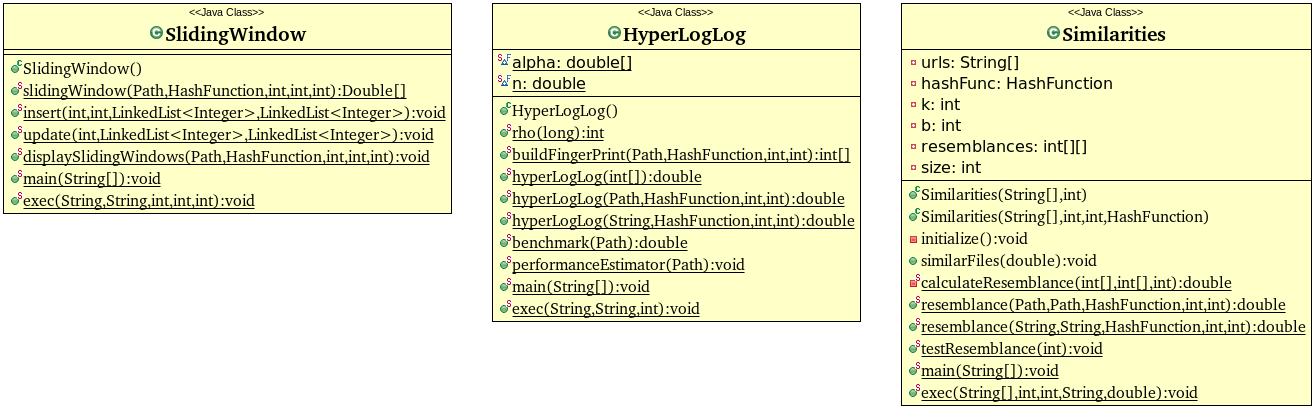 <<Java Class>>
SlidingWindow
SlidingWindow()
slidingWindow(Path,HashFunction,int,int,int):Double[]
insert(int,int,LinkedList<Integer>,LinkedList<Integer>):void
update(int,LinkedList<Integer>,LinkedList<Integer>):void
displaySlidingWindows(Path,HashFunction,int,int,int):void
main(String[]):void
exec(String,String,int,int,int):void
<<Java Class>>
HyperLogLog
alpha: double[]
n: double
HyperLogLog()
rho(long):int
buildFingerPrint(Path,HashFunction,int,int):int[]
hyperLogLog(int[]):double
hyperLogLog(Path,HashFunction,int,int):double
hyperLogLog(String,HashFunction,int,int):double
benchmark(Path):double
performanceEstimator(Path):void
main(String[]):void
exec(String,String,int):void
<<Java Class>>
Similarities
urls: String[]
hashFunc: HashFunction
k: int
b: int
resemblances: int[][]
size: int
Similarities(String[],int)
Similarities(String[],int,int,HashFunction)
initialize():void
similarFiles(double):void
calculateResemblance(int[],int[],int):double
resemblance(Path,Path,HashFunction,int,int):double
resemblance(String,String,HashFunction,int,int):double
testResemblance(int):void
main(String[]):void
exec(String[],int,int,String,double):void